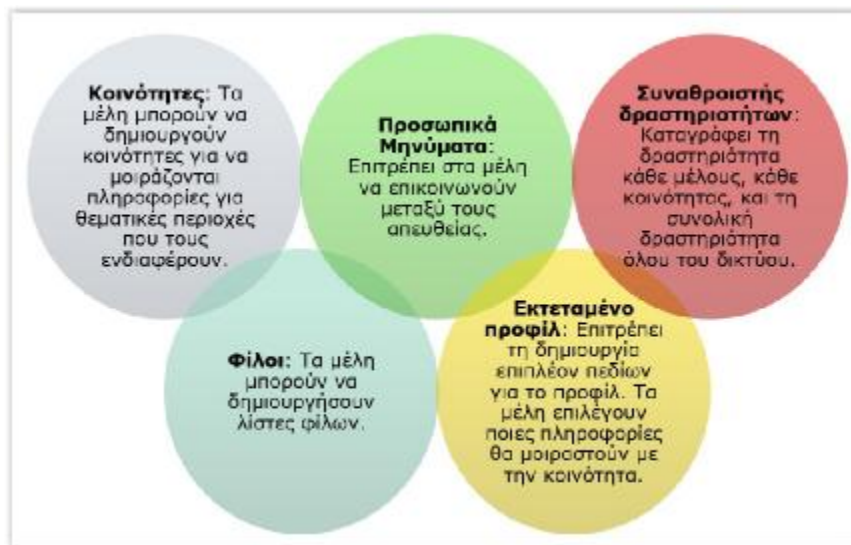 Κοινότητες: Τα
μέλη μπορούν να
δημιουργούν
κοινότητες για να
μοιράζονται
πληροφορίες για
θεματικές περιοχές
που τους
ενδιαφέρουν.
Προσωπικά
Μηνύματα:
Επιτρέπει στα μέλη
να επικοινωνούν
μεταξύ τους
απευθείας.
Συναθροιστής
δραστηριοτήτων:
Καταγράφει τη
δραστηριότητα
κάθε μέλους, κάθε
κοινότητας, και τη
συνολική
δραστηριότητα
όλου του δικτύου.
Φίλοι: Τα μέλη
μπορούν να
δημιουργήσουν
λίστες φίλων.
Εκτεταμένο
προφίλ: Επιτρέπει
τη δημιουργία
επιπλέον πεδίων
για το προφίλ. Τα
μέλη επιλέγουν
ποιες πληροφορίες
θα μοιραστούν με
την κοινότητα.